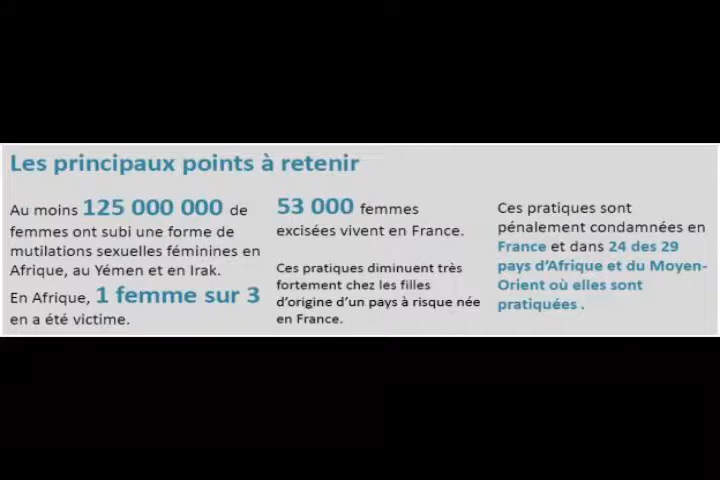 Les principaux points à retenir
Au moins 125 000 000 de
femmes ont subi une forme de
mutilations sexuelles féminines en
Afrique, au Yémen et en Irak.
En Afrique, 1 femme sur 3
en a été victime.
53 000 femmes
excisées vivent en France.
Ces pratiques diminuent très
fortement chez les filles
d'origine d'un pays à risque née
en France.
Ces pratiques sont
pénalement condamnées en
France et dans 24 des 29
pays d'Afrique et du Moyen-
Orient où elles sont
pratiquées .